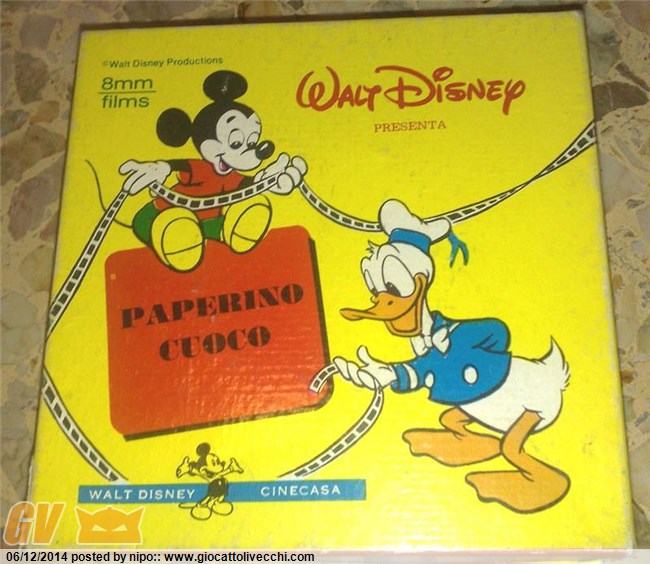 ©Walt Disney Productions
8mm
films
WALT DISNEY
PRESENTA
PAPERINO
CUOCO
WALT DISNEY CINECASA
GV
06/12/2014 posted by nipo:: www.giocattolivecchi.com